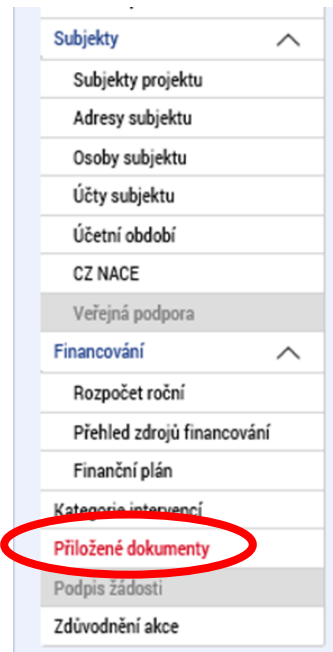 Subjekty
Subjekty projektu
Adresy subjektu
Osoby subjektu
Účty subjektu
Účetní období
CZ NACE
Veřejná podpora
Financování
Rozpočet roční
Přehled zdrojů financování
Finanční plán
Kategorie intervencí
Přiložené dokumenty
Podpis žádosti
Zdůvodnění akce